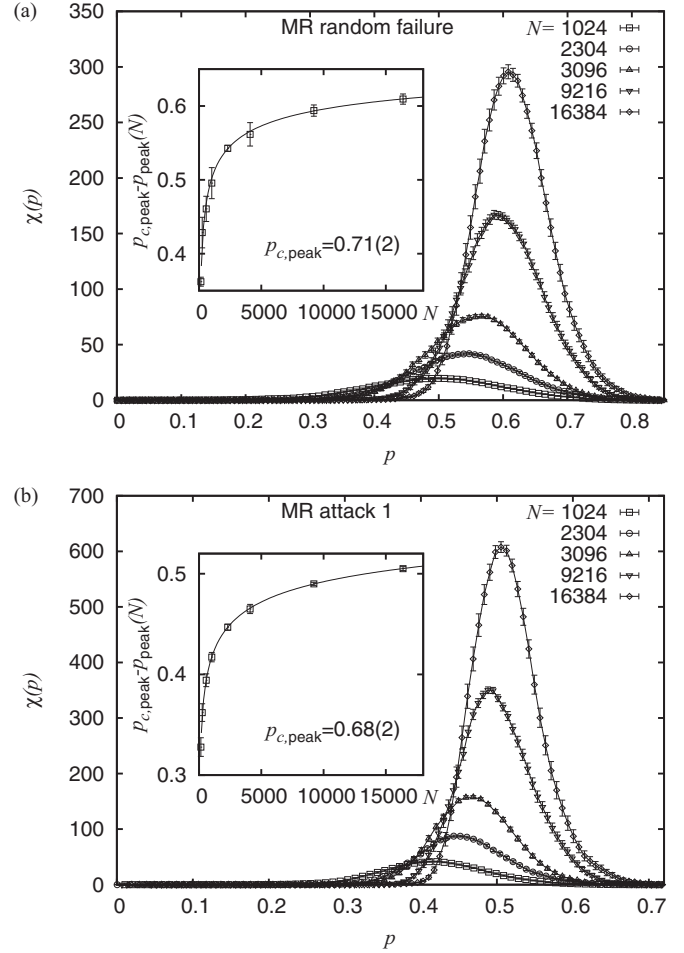 (a)
MR random failure
N= 1024
2304
3096
9216
16384
350
300
250
200
150
100
50
0
χ(p)
0.6
0.5
0.4
p_c,peak-p_peak(N)
p_c,peak=0.71(2)
0 5000 10000 15000 N
0 0.1 0.2 0.3 0.4 0.5 0.6 0.7 0.8
p
(b)
MR attack 1
N= 1024
2304
3096
9216
16384
700
600
500
400
300
200
100
0
χ(p)
0.5
0.4
0.3
p_c,peak-p_peak(N)
p_c,peak=0.68(2)
0 5000 10000 15000 N
0 0.1 0.2 0.3 0.4 0.5 0.6 0.7
p